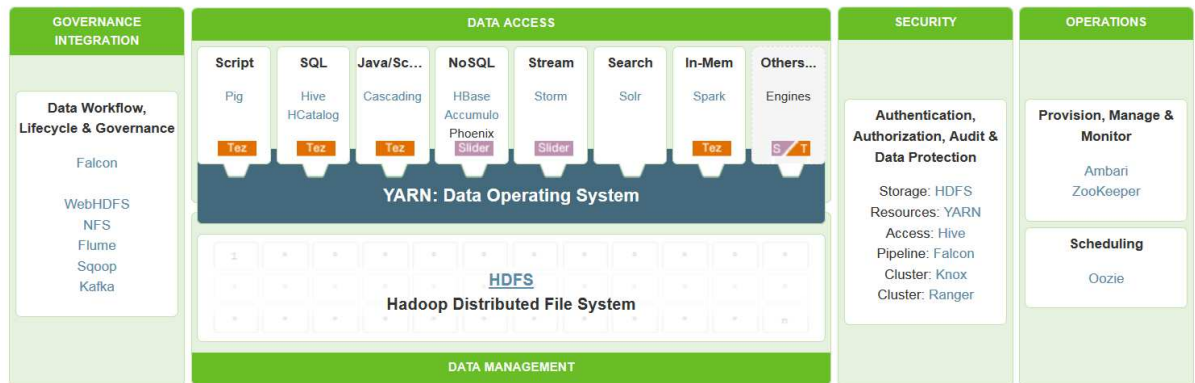 GOVERNANCE
INTEGRATION
Data Workflow,
Lifecycle & Governance
Falcon
WebHDFS
NFS
Flume
Sqoop
Kafka
DATA ACCESS
Script
Pig
Tez
SQL
Hive
HCatalog
Tez
Java/Sc...
Cascading
Tez
NoSQL
HBase
Accumulo
Phoenix
Slider
Stream
Storm
Slider
Search
Solr
In-Mem
Spark
Tez
Others...
Engines
S / T
YARN: Data Operating System
1
HDFS
Hadoop Distributed File System
n
DATA MANAGEMENT
SECURITY
Authentication,
Authorization, Audit &
Data Protection
Storage: HDFS
Resources: YARN
Access: Hive
Pipeline: Falcon
Cluster: Knox
Cluster: Ranger
OPERATIONS
Provision, Manage &
Monitor
Ambari
ZooKeeper
Scheduling
Oozie